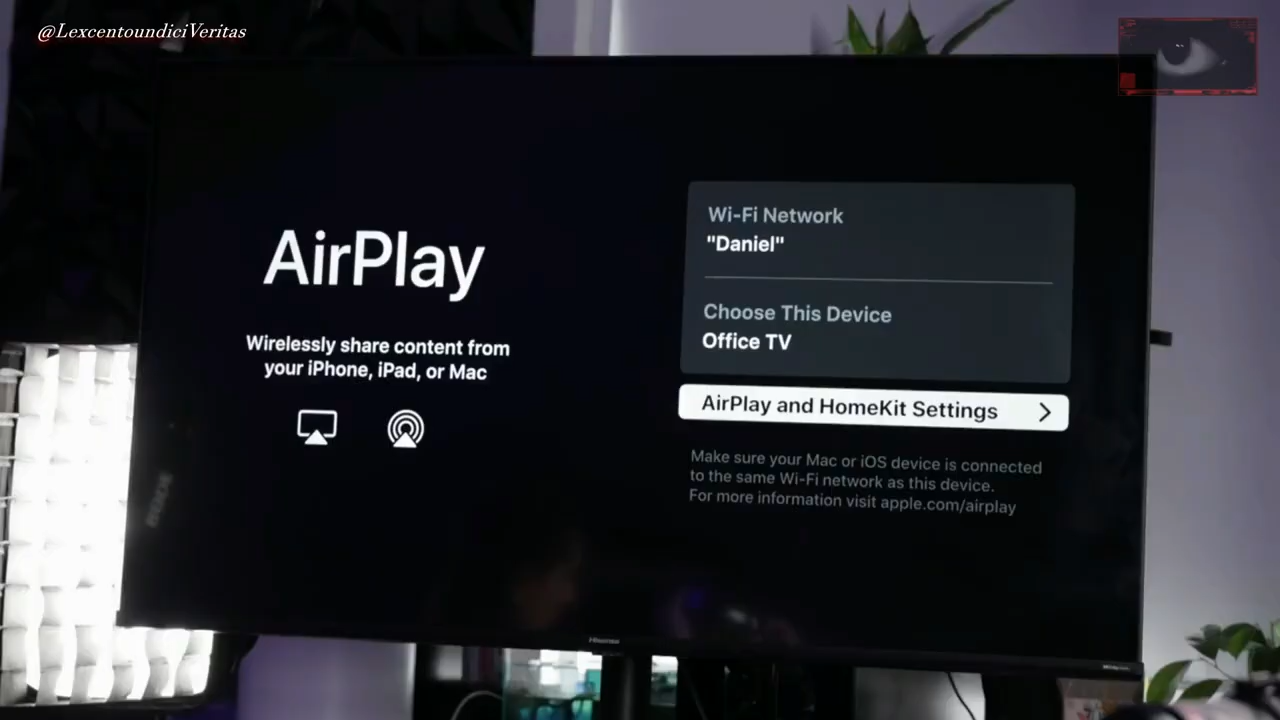 @LexcentoundiciVeritas
AirPlay
Wirelessly share content from
your iPhone, iPad, or Mac
Wi-Fi Network
"Daniel"
Choose This Device
Office TV
AirPlay and HomeKit Settings
Make sure your Mac or iOS device is connected
to the same Wi-Fi network as this device.
For more information visit apple.com/airplay
Hisense